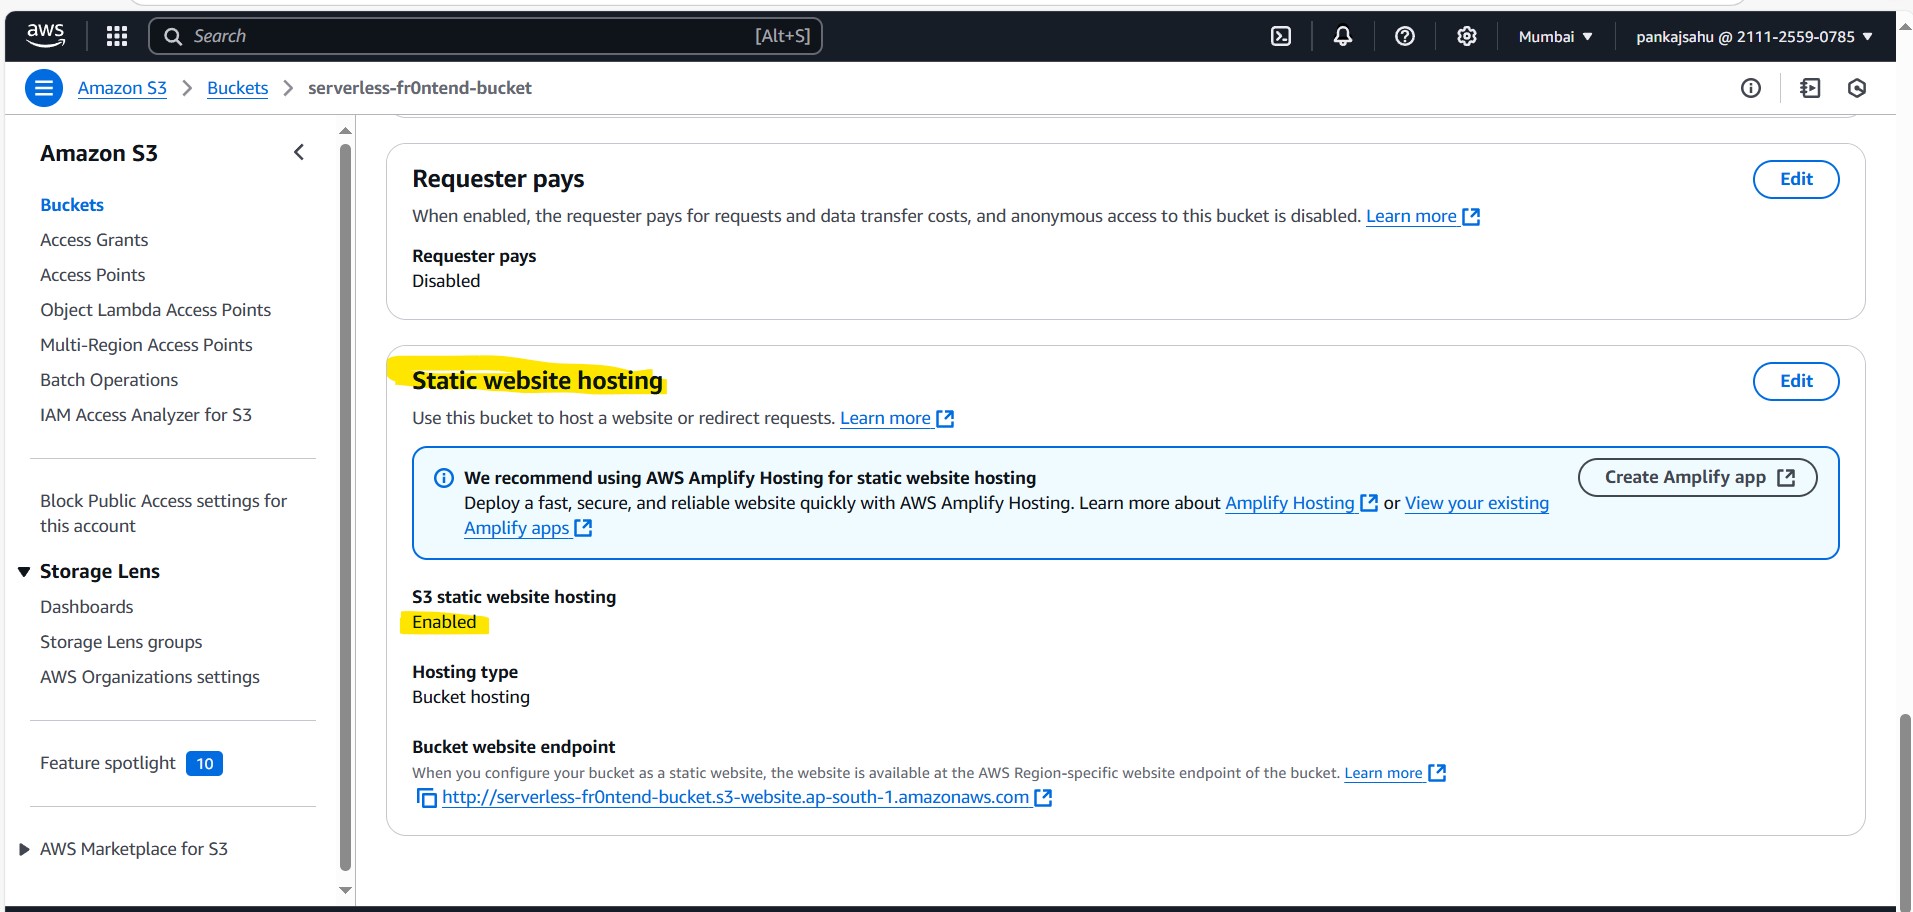 aws
Search [Alt+S]
Mumbai
pankajsahu @ 2111-2559-0785
Amazon S3
Buckets
serverless-fr0ntend-bucket
Amazon S3
Buckets
Access Grants
Access Points
Object Lambda Access Points
Multi-Region Access Points
Batch Operations
IAM Access Analyzer for S3
Block Public Access settings for
this account
Storage Lens
Dashboards
Storage Lens groups
AWS Organizations settings
Feature spotlight 10
AWS Marketplace for S3
Requester pays
Edit
When enabled, the requester pays for requests and data transfer costs, and anonymous access to this bucket is disabled. Learn more
Requester pays
Disabled
Static website hosting
Edit
Use this bucket to host a website or redirect requests. Learn more
We recommend using AWS Amplify Hosting for static website hosting
Create Amplify app
Deploy a fast, secure, and reliable website quickly with AWS Amplify Hosting. Learn more about Amplify Hosting or View your existing
Amplify apps
S3 static website hosting
Enabled
Hosting type
Bucket hosting
Bucket website endpoint
When you configure your bucket as a static website, the website is available at the AWS Region-specific website endpoint of the bucket. Learn more
http://serverless-fr0ntend-bucket.s3-website.ap-south-1.amazonaws.com